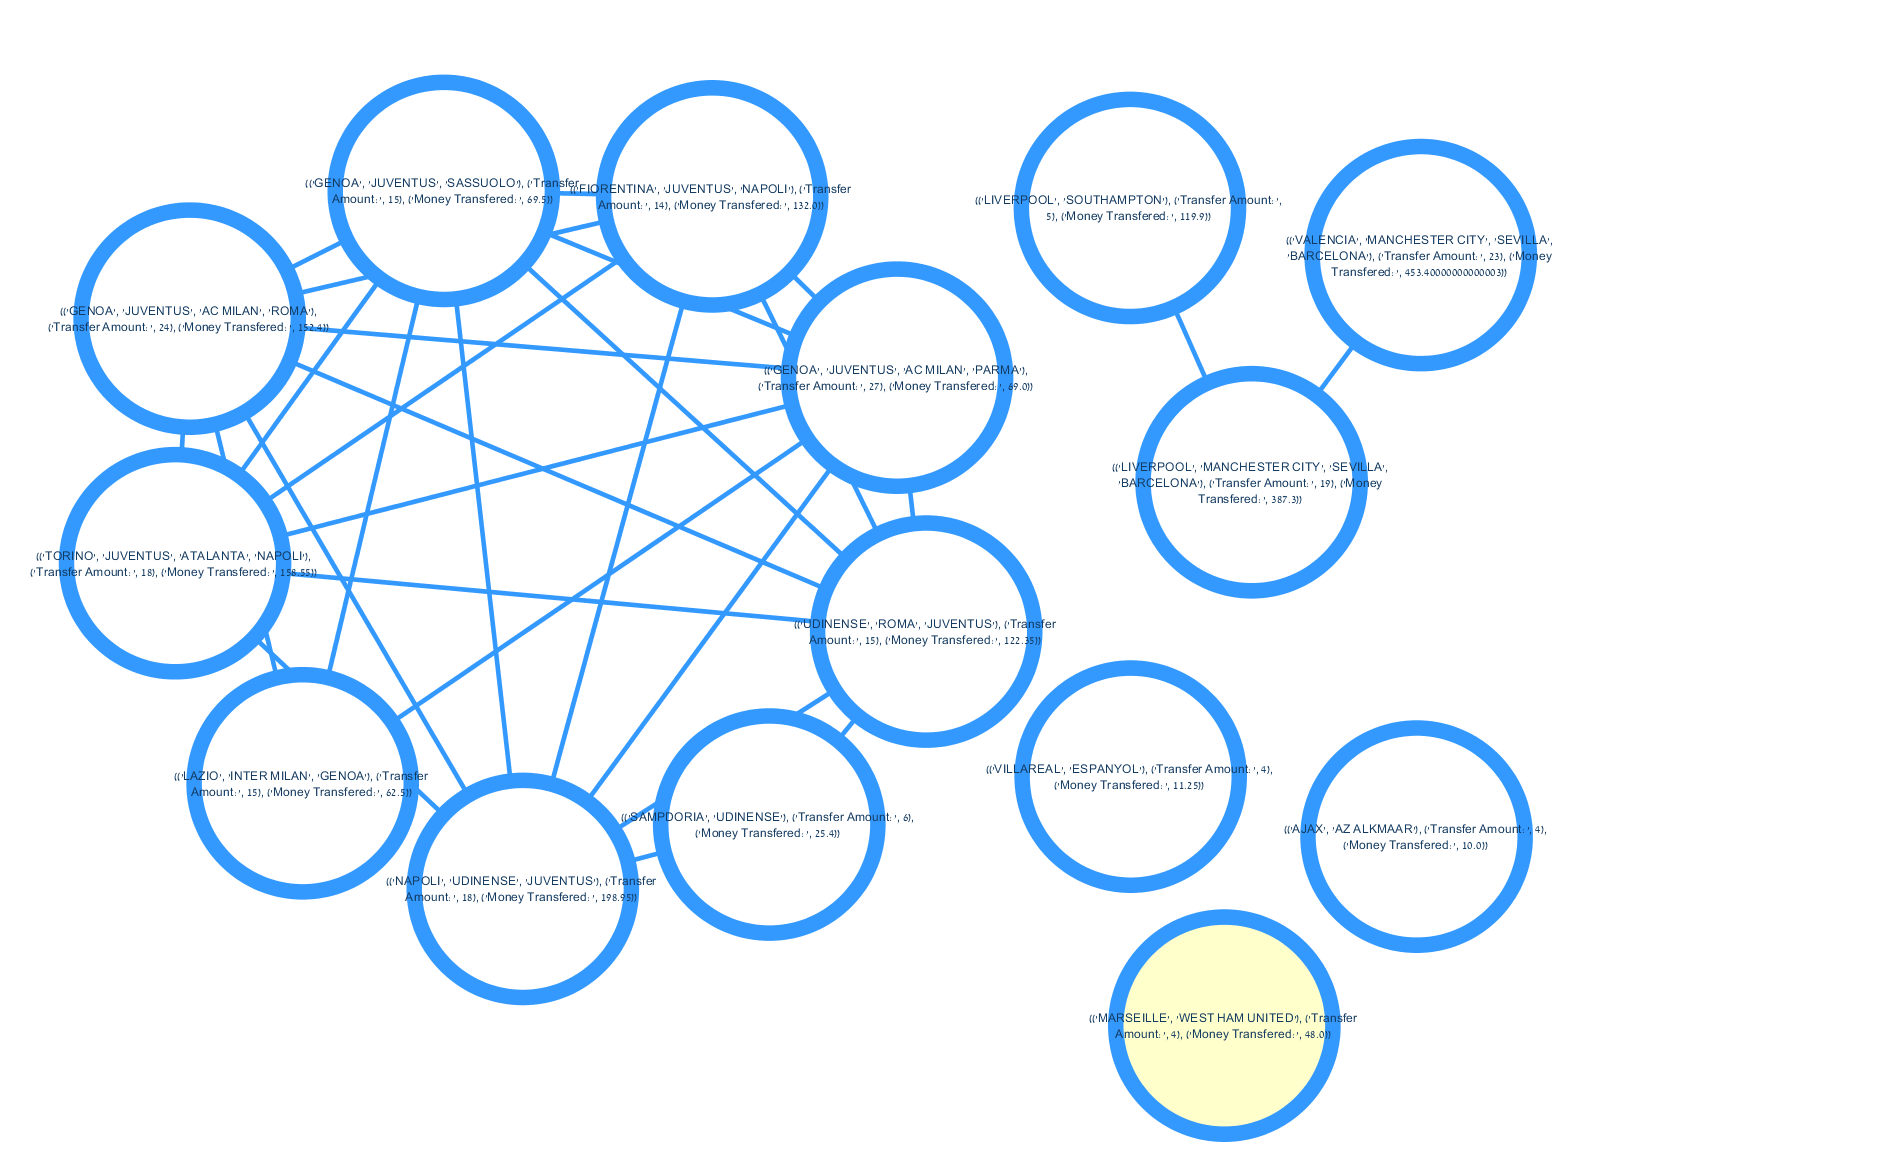 (('GENOA', 'JUVENTUS', 'SASSUOLO'), ('Transfer
Amount: ', 15), ('Money Transfered: ', 69.5))
(('FIORENTINA', 'JUVENTUS', 'NAPOLI'), ('Transfer
Amount: ', 14), ('Money Transfered: ', 132.0))
(('LIVERPOOL', 'SOUTHAMPTON'), ('Transfer Amount: ',
5), ('Money Transfered: ', 119.9))
(('VALENCIA', 'MANCHESTER CITY', 'SEVILLA',
'BARCELONA'), ('Transfer Amount: ', 23), ('Money
Transfered: ', 453.40000000000003))
(('GENOA', 'JUVENTUS', 'AC MILAN', 'ROMA'),
('Transfer Amount: ', 24), ('Money Transfered: ', 152.4))
(('GENOA', 'JUVENTUS', 'AC MILAN', 'PARMA'),
('Transfer Amount: ', 27), ('Money Transfered: ', 69.0))
(('LIVERPOOL', 'MANCHESTER CITY', 'SEVILLA',
'BARCELONA'), ('Transfer Amount: ', 19), ('Money
Transfered: ', 387.3))
(('TORINO', 'JUVENTUS', 'ATALANTA', 'NAPOLI'),
('Transfer Amount: ', 18), ('Money Transfered: ', 158.55))
(('UDINENSE', 'ROMA', 'JUVENTUS'), ('Transfer
Amount: ', 15), ('Money Transfered: ', 122.35))
(('LAZIO', 'INTER MILAN', 'GENOA'), ('Transfer
Amount: ', 15), ('Money Transfered: ', 62.5))
(('SAMPDORIA', 'UDINENSE'), ('Transfer Amount: ', 6),
('Money Transfered: ', 25.4))
(('VILLAREAL', 'ESPANYOL'), ('Transfer Amount: ', 4),
('Money Transfered: ', 11.25))
(('AJAX', 'AZ ALKMAAR'), ('Transfer Amount: ', 4),
('Money Transfered: ', 10.0))
(('NAPOLI', 'UDINENSE', 'JUVENTUS'), ('Transfer
Amount: ', 18), ('Money Transfered: ', 198.95))
(('MARSEILLE', 'WEST HAM UNITED'), ('Transfer
Amount: ', 4), ('Money Transfered: ', 48.0))